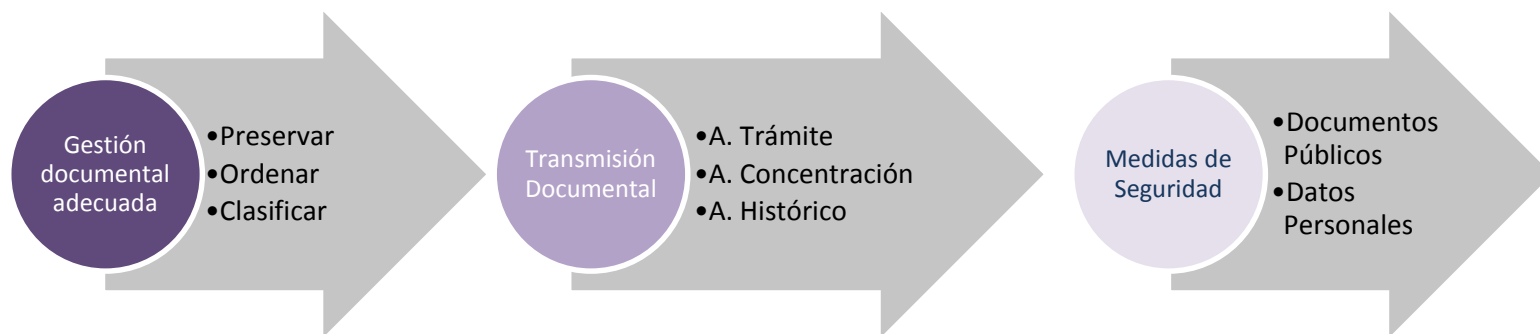 Gestión
documental
adecuada
•Preservar
•Ordenar
•Clasificar
Transmisión
Documental
•A. Trámite
•A. Concentración
•A. Histórico
Medidas de
Seguridad
•Documentos
Públicos
•Datos
Personales